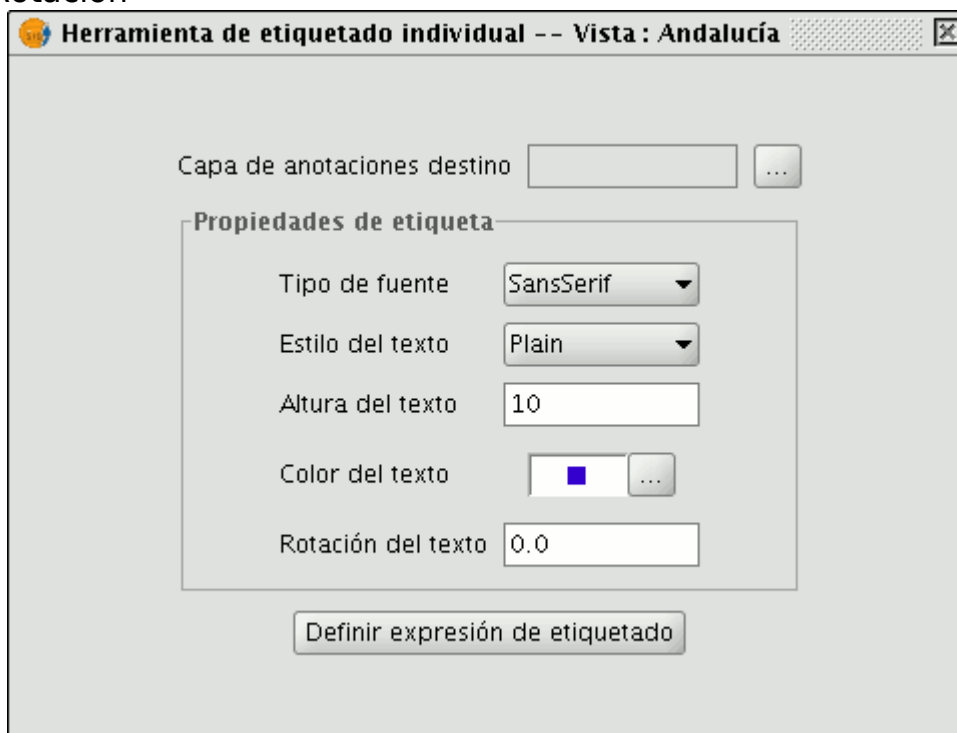 Rotación
Herramienta de etiquetado individual -- Vista : Andalucía
Capa de anotaciones destino ...
Propiedades de etiqueta
Tipo de fuente SansSerif
Estilo del texto Plain
Altura del texto 10
Color del texto ...
Rotación del texto 0.0
Definir expresión de etiquetado